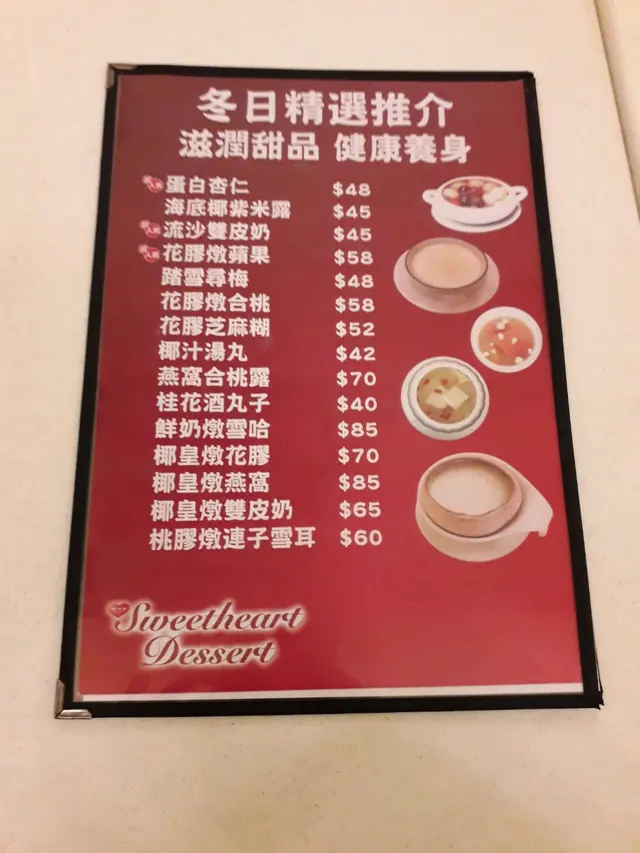 冬日精選推介
滋潤甜品 健康養身
蛋白杏仁 $48
海底椰紫米露 $45
流沙雙皮奶 $45
花膠燉蘋果 $58
踏雪尋梅 $48
花膠燉合桃 $58
花膠芝麻糊 $52
椰汁湯丸 $42
燕窩合桃露 $70
桂花酒丸子 $40
鮮奶燉雪哈 $85
椰皇燉花膠 $70
椰皇燉燕窩 $85
椰皇燉雙皮奶 $65
桃膠燉連子雪耳 $60
Sweetheart
Dessert